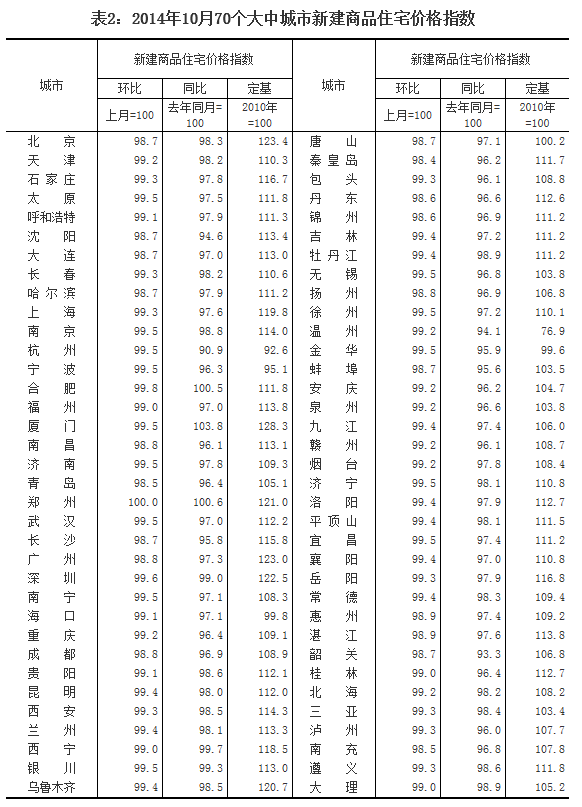 表2：2014年10月70个大中城市新建商品住宅价格指数
城市 新建商品住宅价格指数 城市 新建商品住宅价格指数
环比 同比 定基 环比 同比 定基
上月=100 去年同月=100 2010年=100 上月=100 去年同月=100 2010年=100
北京 98.7 98.3 123.4 唐山 98.7 97.1 100.2
天津 99.2 98.2 110.3 秦皇岛 98.4 96.2 111.7
石家庄 99.3 97.8 116.7 包头 99.3 96.1 108.8
太原 99.5 97.5 111.8 丹东 98.6 96.6 112.6
呼和浩特 99.1 97.9 111.3 锦州 98.6 96.9 111.2
沈阳 98.7 94.6 113.4 吉林 99.4 97.2 111.2
大连 98.7 97.0 113.0 牡丹江 99.4 98.9 111.2
长春 99.3 98.2 110.6 无锡 99.5 96.8 103.8
哈尔滨 98.7 97.9 111.2 扬州 98.8 96.9 106.8
上海 99.3 97.6 119.8 徐州 99.5 97.2 110.1
南京 99.5 98.8 114.0 温州 99.2 94.1 76.9
杭州 99.5 90.9 92.6 金华 99.5 95.9 99.6
宁波 99.5 96.3 95.1 蚌埠 98.7 95.6 103.5
合肥 99.8 100.5 111.8 安庆 99.2 96.2 104.7
福州 99.0 97.0 113.8 泉州 99.2 96.6 103.8
厦门 99.5 103.8 128.3 九江 99.4 97.4 106.0
南昌 98.8 96.1 113.1 赣州 99.2 96.1 108.7
济南 99.5 97.8 109.3 烟台 99.2 97.8 108.4
青岛 98.5 96.4 105.1 济宁 99.5 98.1 110.8
郑州 100.0 100.6 121.0 洛阳 99.4 97.9 112.7
武汉 99.5 97.0 112.2 平顶山 99.4 98.1 111.5
长沙 98.7 95.8 115.8 宜昌 99.5 97.4 111.2
广州 98.8 97.3 123.0 襄阳 99.4 97.0 110.8
深圳 99.6 99.0 122.5 岳阳 99.3 97.9 116.8
南宁 99.5 97.1 108.3 常德 99.4 98.3 109.4
海口 99.1 97.1 99.8 惠州 98.9 97.4 109.2
重庆 99.2 96.4 109.1 湛江 98.9 97.6 113.8
成都 98.8 96.9 108.9 韶关 98.7 93.3 106.8
贵阳 99.1 98.6 112.1 桂林 99.0 96.4 112.7
昆明 99.4 98.0 112.0 北海 99.2 98.2 108.2
西安 99.3 98.5 114.3 三亚 99.3 98.4 103.4
兰州 99.4 98.1 113.3 泸州 99.3 96.0 107.7
西宁 99.0 99.7 118.5 南充 98.5 96.8 107.8
银川 99.5 99.3 113.0 遵义 99.3 98.6 111.8
乌鲁木齐 99.4 98.5 120.7 大理 99.0 98.9 105.2